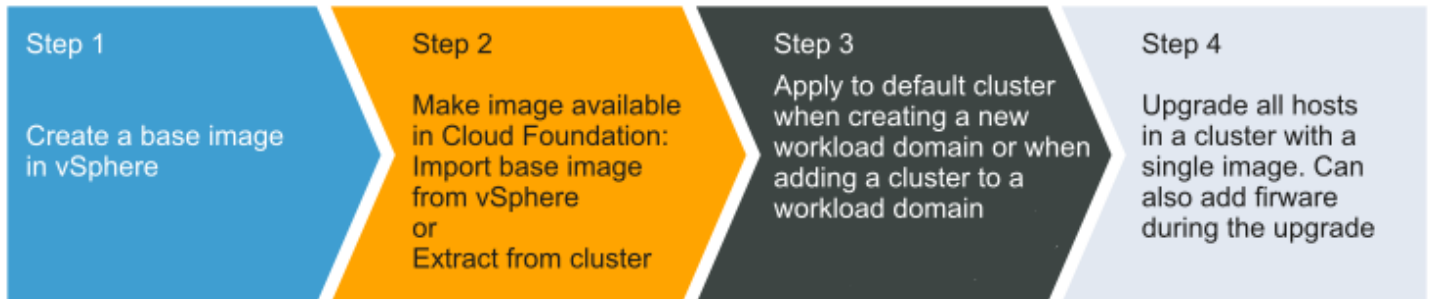 Step 1
Create a base image
in vSphere
Step 2
Make image available
in Cloud Foundation:
Import base image
from vSphere
or
Extract from cluster
Step 3
Apply to default cluster
when creating a new
workload domain or when
adding a cluster to a
workload domain
Step 4
Upgrade all hosts
in a cluster with a
single image. Can
also add firware
during the upgrade